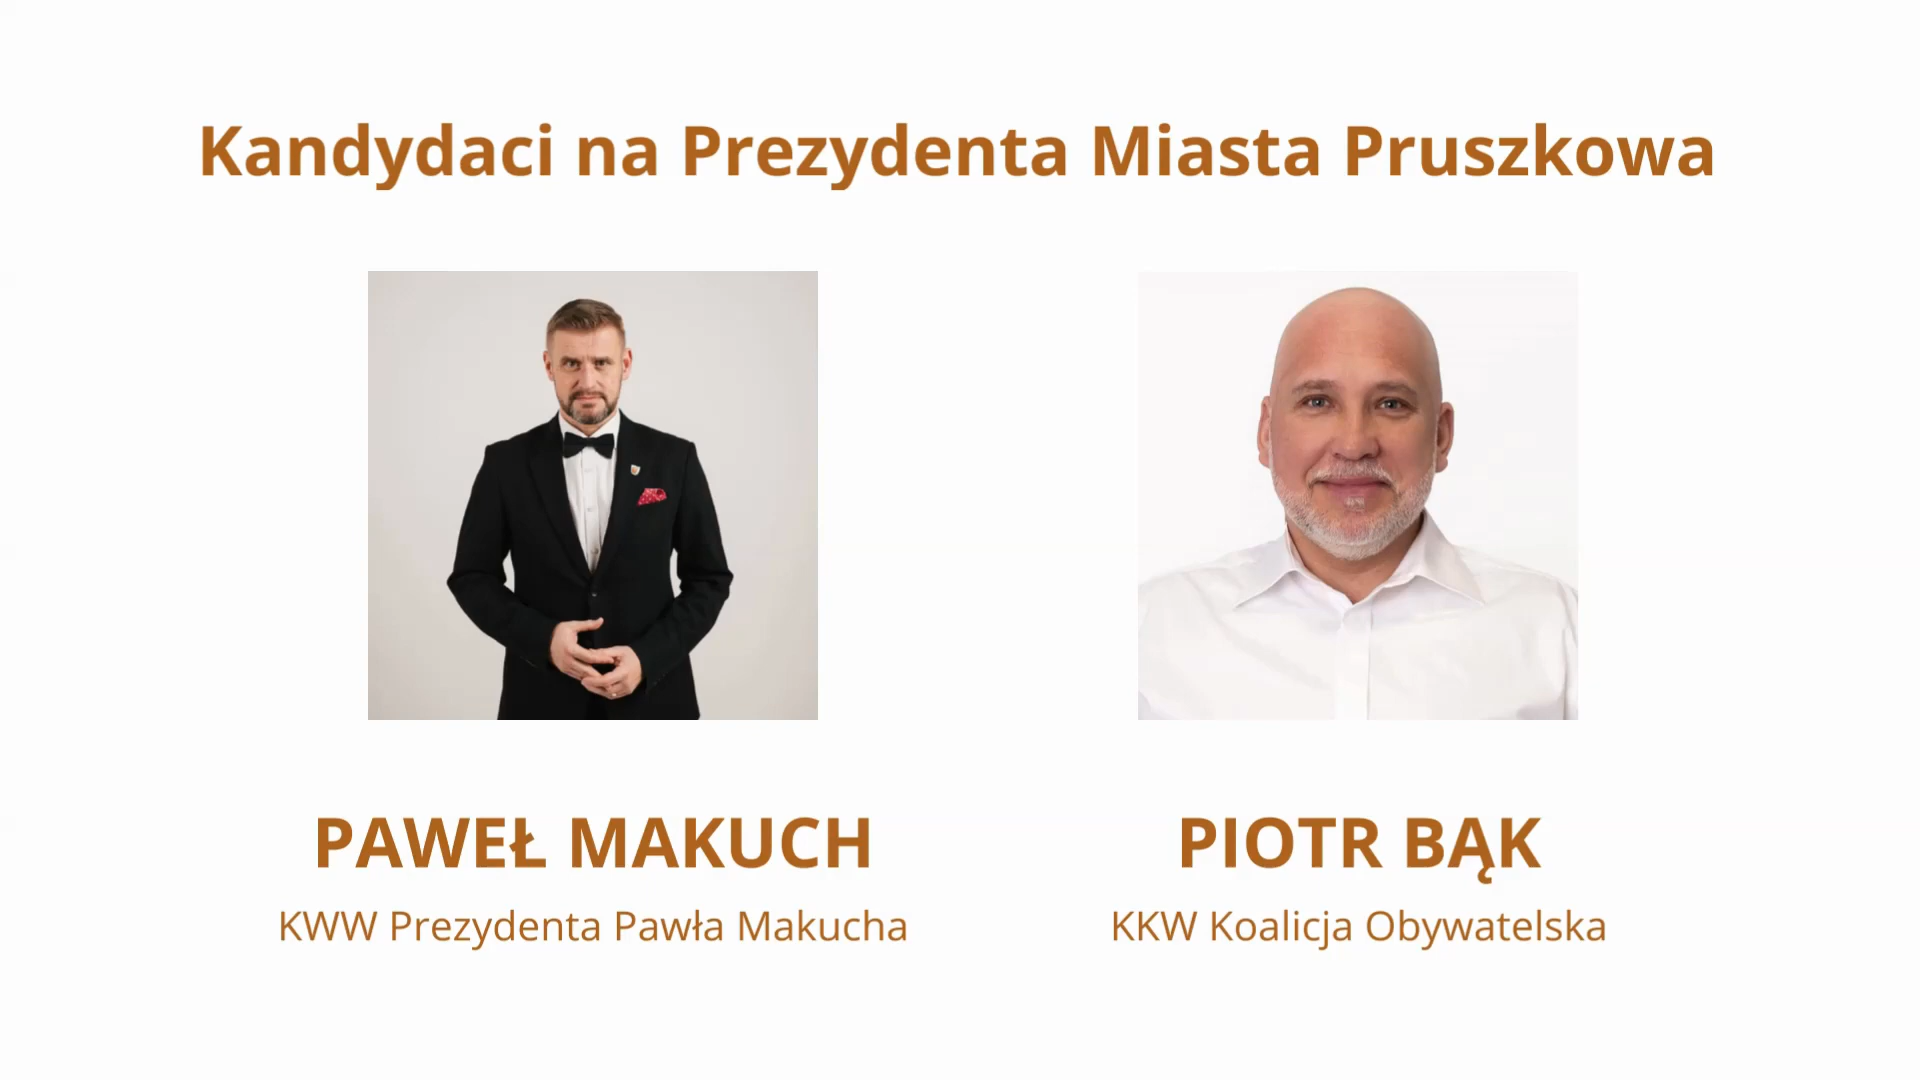 Kandydaci na Prezydenta Miasta Pruszkowa
PAWEŁ MAKUCH
KWW Prezydenta Pawła Makucha
PIOTR BĄK
KKW Koalicja Obywatelska